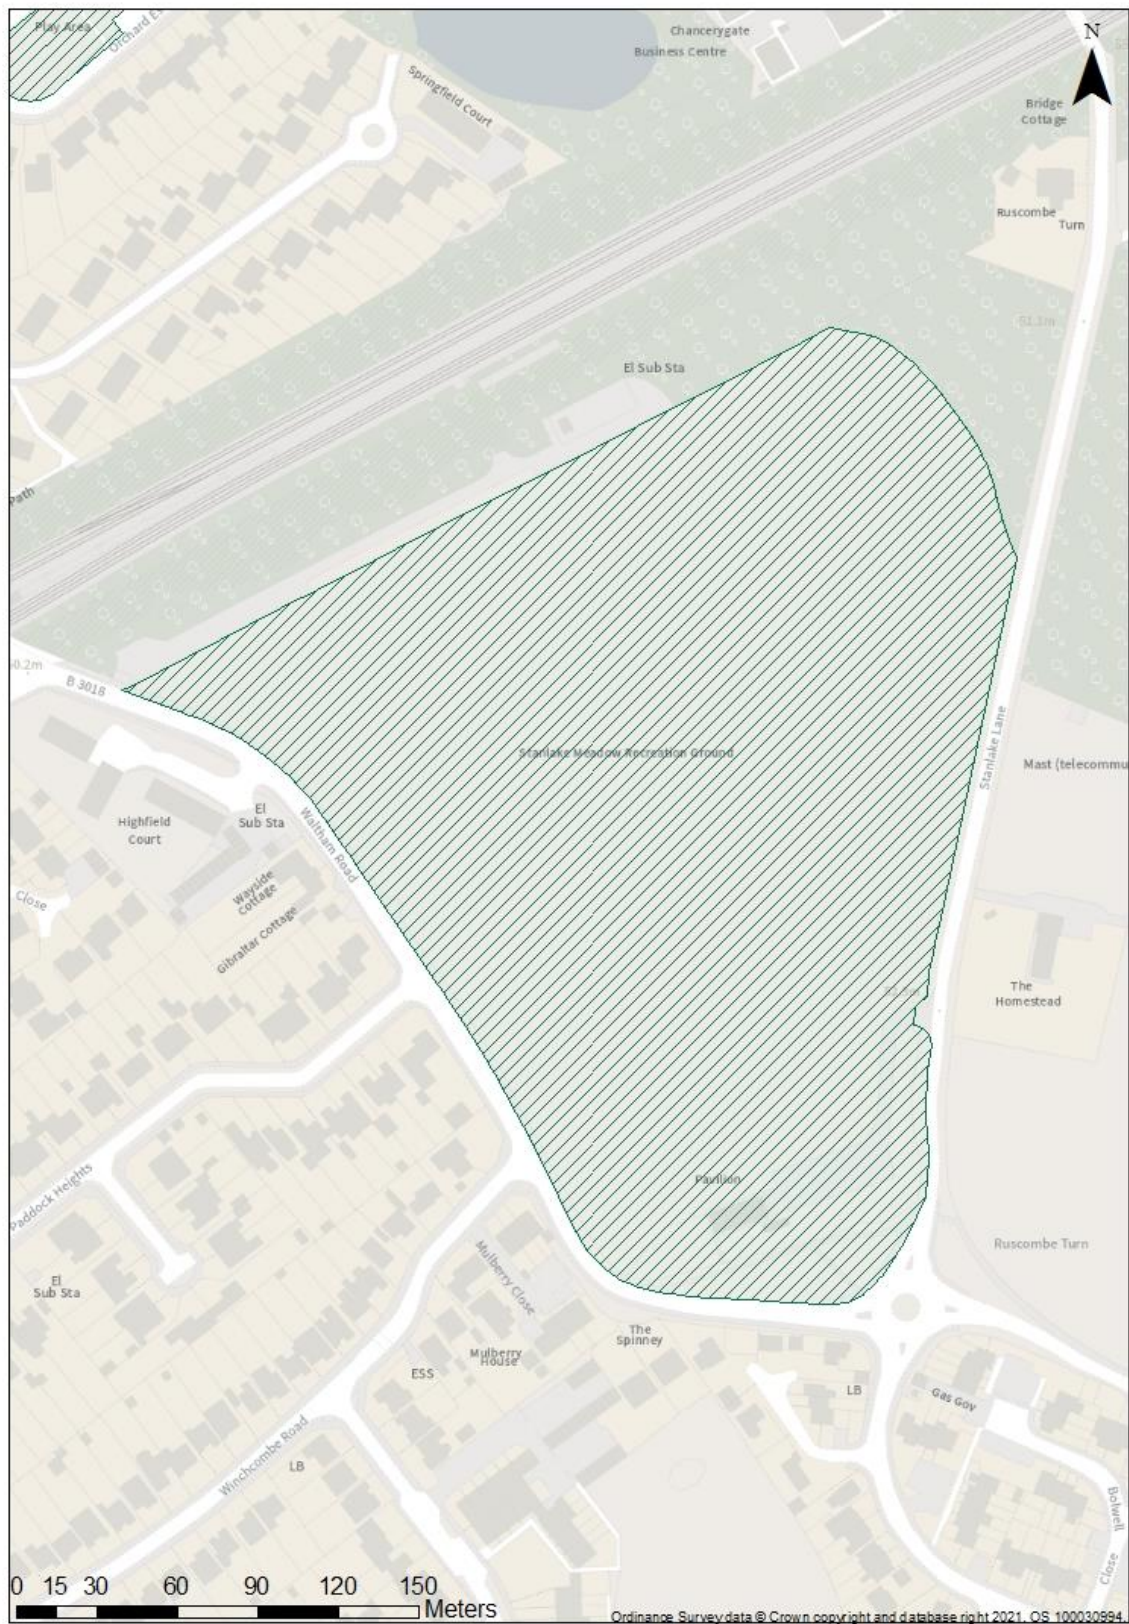 Play Area
Chancerygate
Business Centre
N
Springfield Court
Bridge
Cottage
Ruscombe
Turn
El Sub Sta
Path
B 3018
Stanlake Meadow Recreation Ground
Stanlake Lane
Mast (telecommu
El
Sub Sta
Highfield
Court
Waltham Road
Wayside
Cottage
Close
Gibraltar Cottage
The
Homestead
Paddock Heights
Pavilion
Ruscombe Turn
El
Sub Sta
Mulberry Close
The
Spinney
Mulberry
House
ESS
LB
Gas Gov
Winchcombe Road
LB
Bolwell
Close
0 15 30 60 90 120 150
Meters
Ordinance Survey data © Crown copyright and database right 2021. OS 100030994.